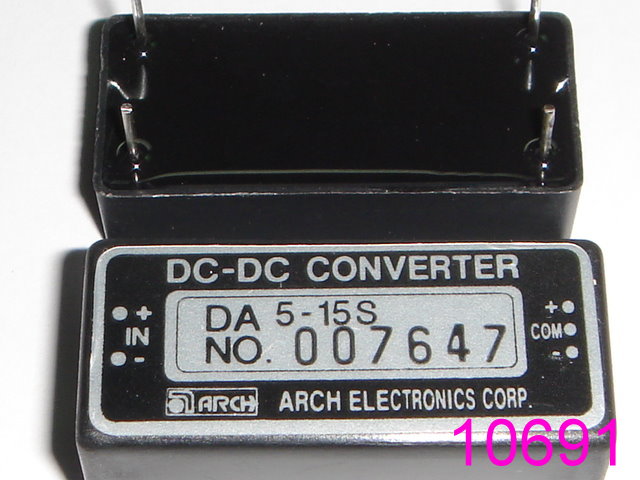 DC-DC CONVERTER
+ +
IN DA 5-15S COM
- NO. 007647 -
ARCH ARCH ELECTRONICS CORP.
10691